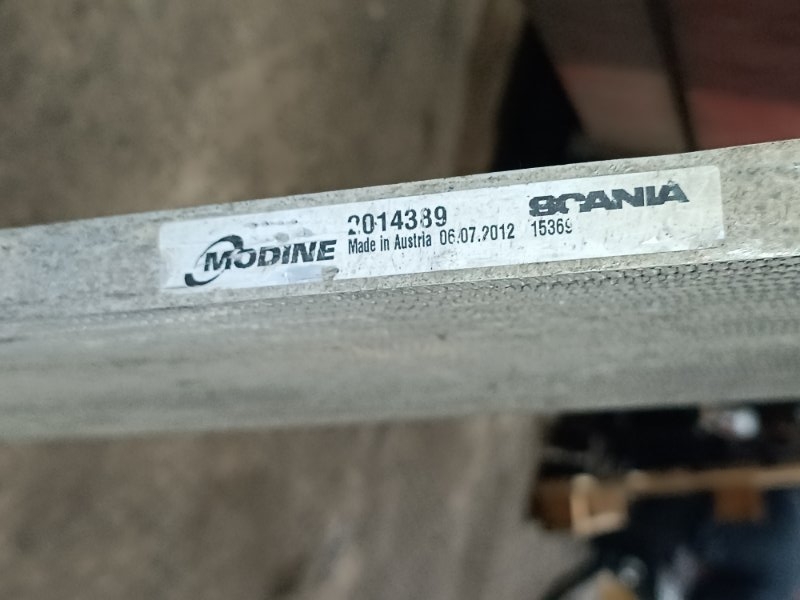 MODINE
2014389
SCANIA
Made in Austria 06.07.2012 15369